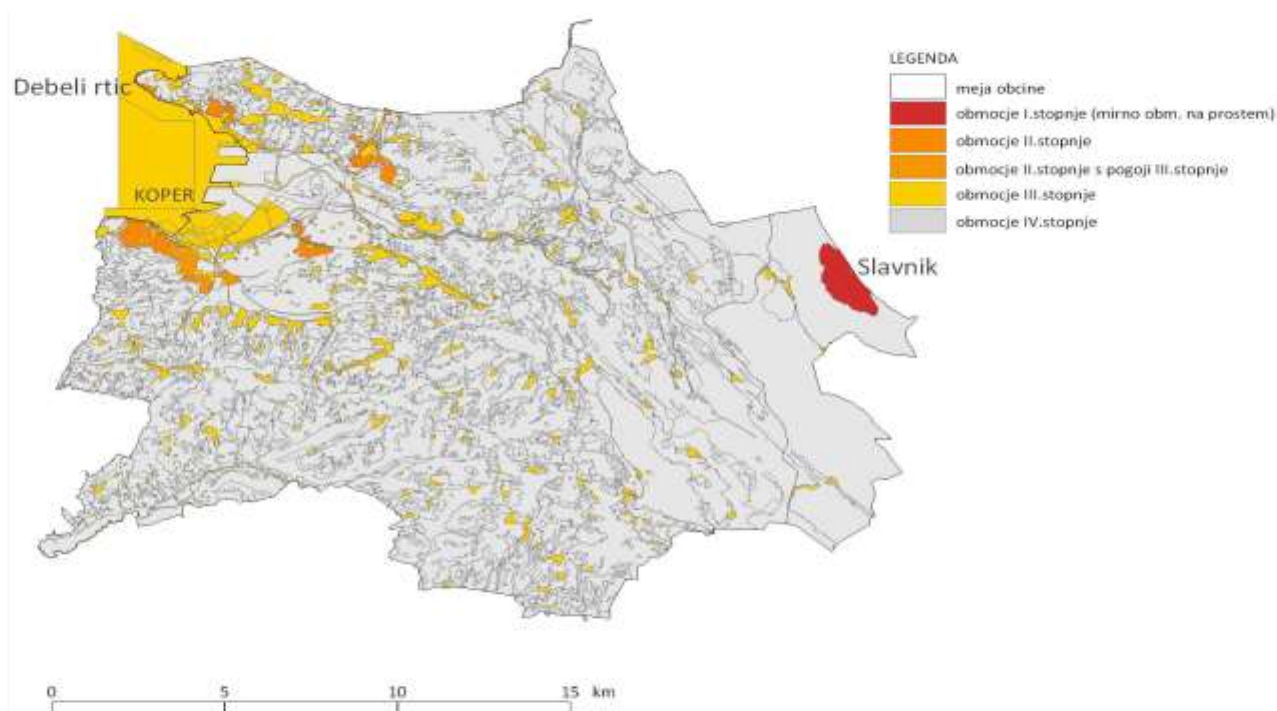 LEGENDA
meja obcine
obmocje I.stopnje (mirno obm. na prostem)
obmocje II.stopnje
obmocje II.stopnje s pogoji III.stopnje
obmocje III.stopnje
obmocje IV.stopnje
Debeli rtic
KOPER
Slavnik
0 5 10 15 km